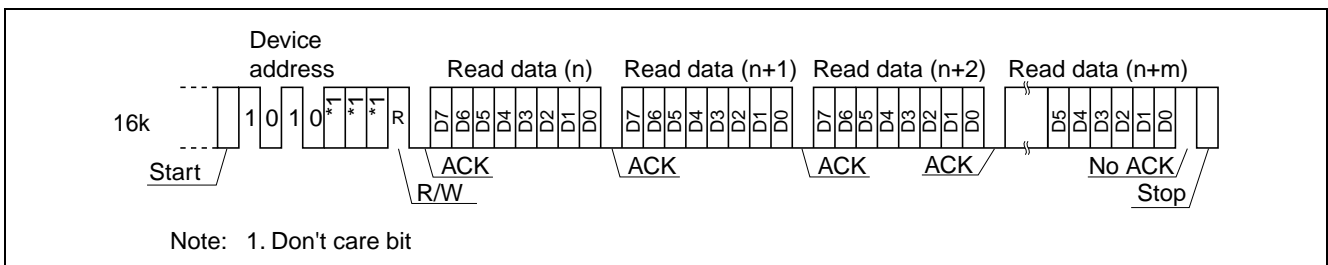 Device
address
Read data (n)
Read data (n+1)
Read data (n+2)
Read data (n+m)
16k
1 0 1 0 *1 *1 *1 R
D7 D6 D5 D4 D3 D2 D1 D0
D7 D6 D5 D4 D3 D2 D1 D0
D7 D6 D5 D4 D3 D2 D1 D0
D5 D4 D3 D2 D1 D0
Start
ACK
ACK
ACK
ACK
No ACK
R/W
Stop
Note: 1. Don't care bit